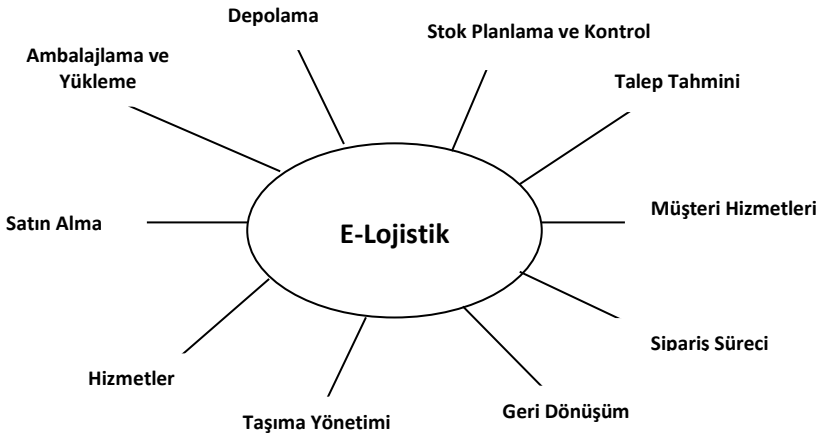 Depolama
Stok Planlama ve Kontrol
Ambalajlama ve
Yükleme
Talep Tahmini
Satın Alma
Müşteri Hizmetleri
E-Lojistik
Sipariş Süreci
Hizmetler
Taşıma Yönetimi
Geri Dönüşüm